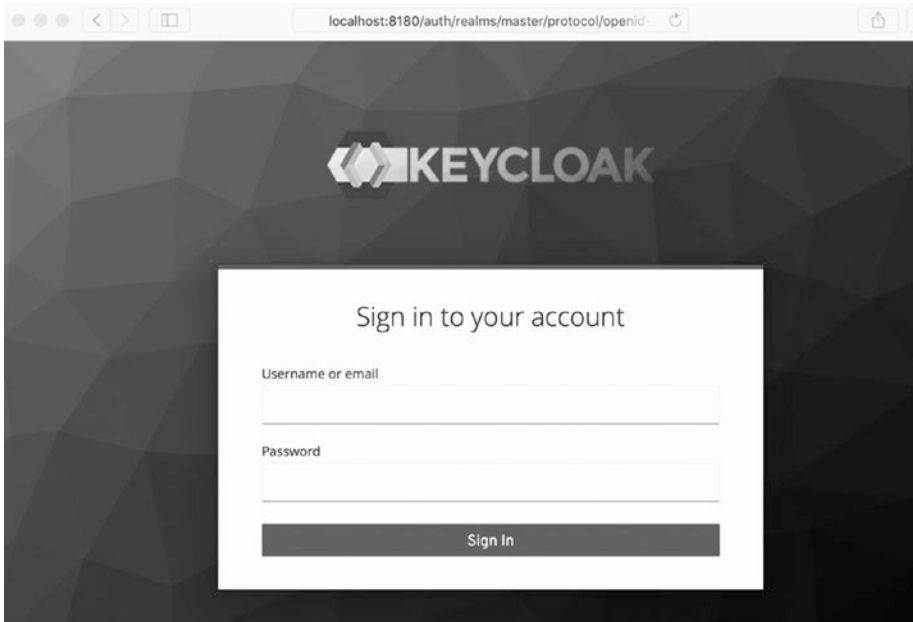 localhost:8180/auth/realms/master/protocol/openid-
KEYCLOAK
Sign in to your account
Username or email
Password
Sign In